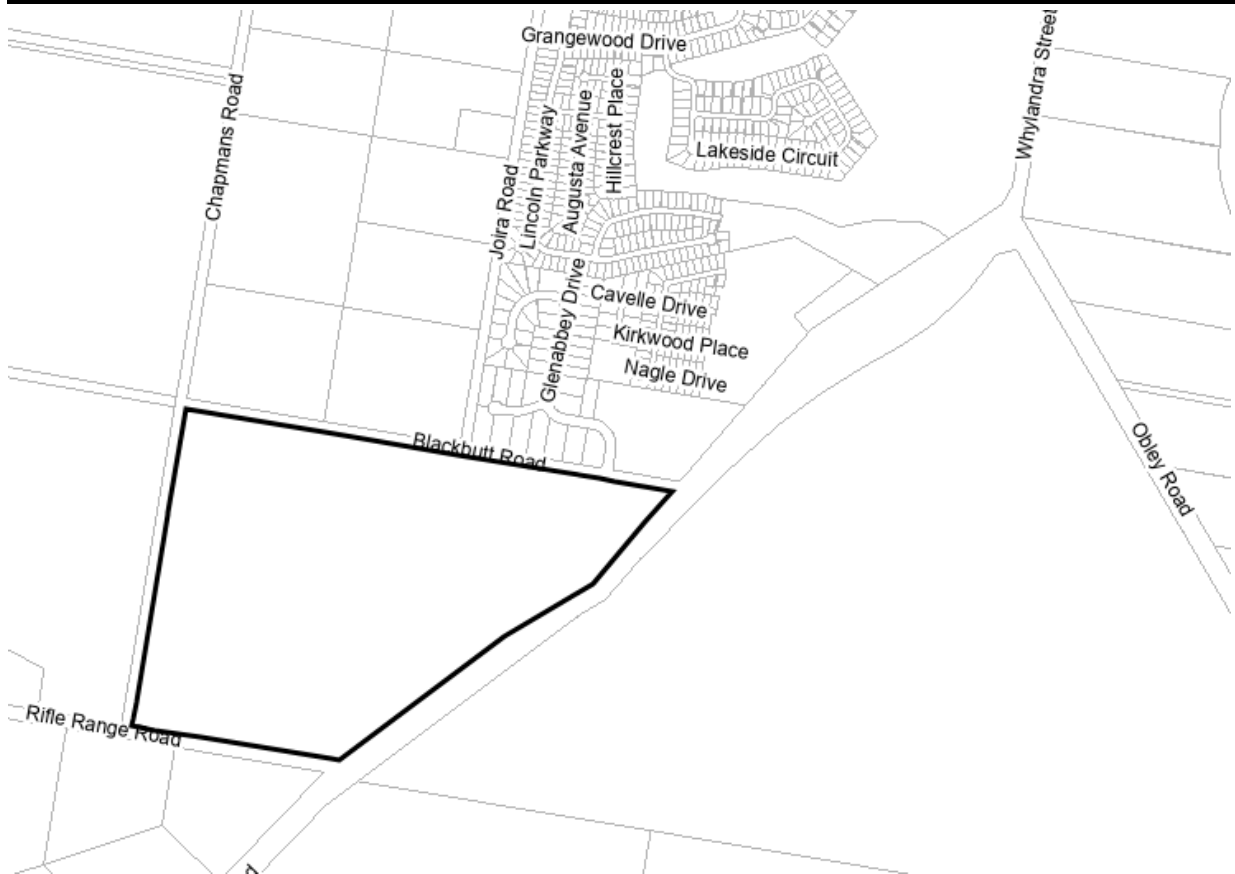 Grangewood Drive
Whylandra Street
Chapmans Road
Hillcrest Place
Augusta Avenue
Lincoln Parkway
Lakeside Circuit
Joira Road
Glenabbey Drive
Cavelle Drive
Kirkwood Place
Nagle Drive
Blackbutt Road
Obley Road
Rifle Range Road